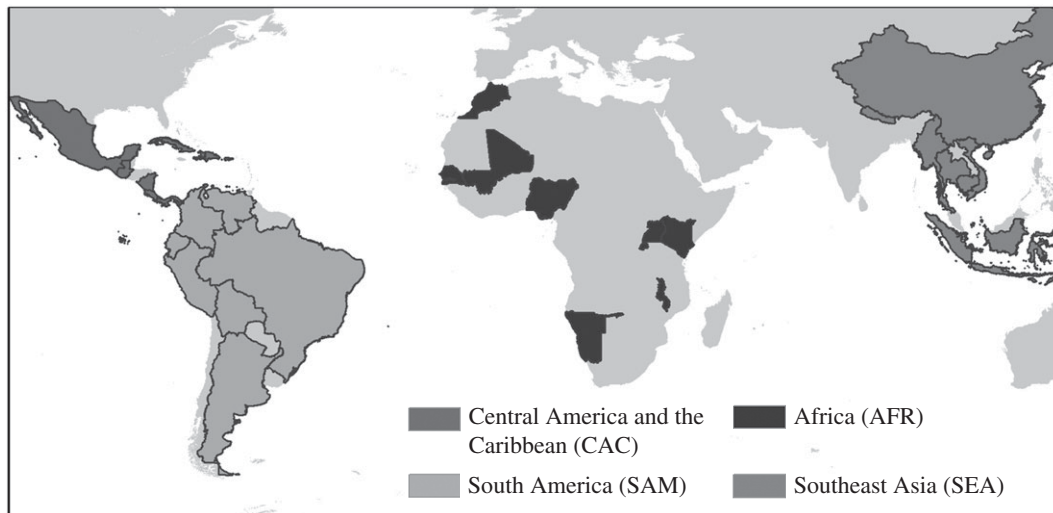 Central America and the
Caribbean (CAC)
Africa (AFR)
South America (SAM)
Southeast Asia (SEA)